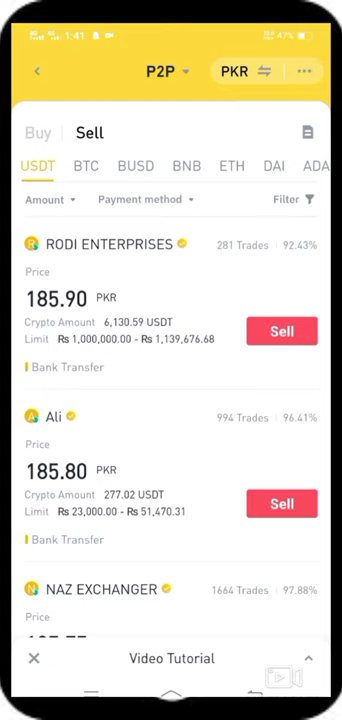 1:41 47%
P2P PKR
Buy Sell
USDT BTC BUSD BNB ETH DAI ADA
Amount Payment method Filter
RODI ENTERPRISES 281 Trades 92.43%
Price
185.90 PKR
Crypto Amount 6,130.59 USDT
Sell
Limit Rs 1,000,000.00 - Rs 1,139,676.68
Bank Transfer
Ali 994 Trades 96.41%
Price
185.80 PKR
Crypto Amount 277.02 USDT
Sell
Limit Rs 23,000.00 - Rs 51,470.31
Bank Transfer
NAZ EXCHANGER 1664 Trades 97.88%
Price
Video Tutorial